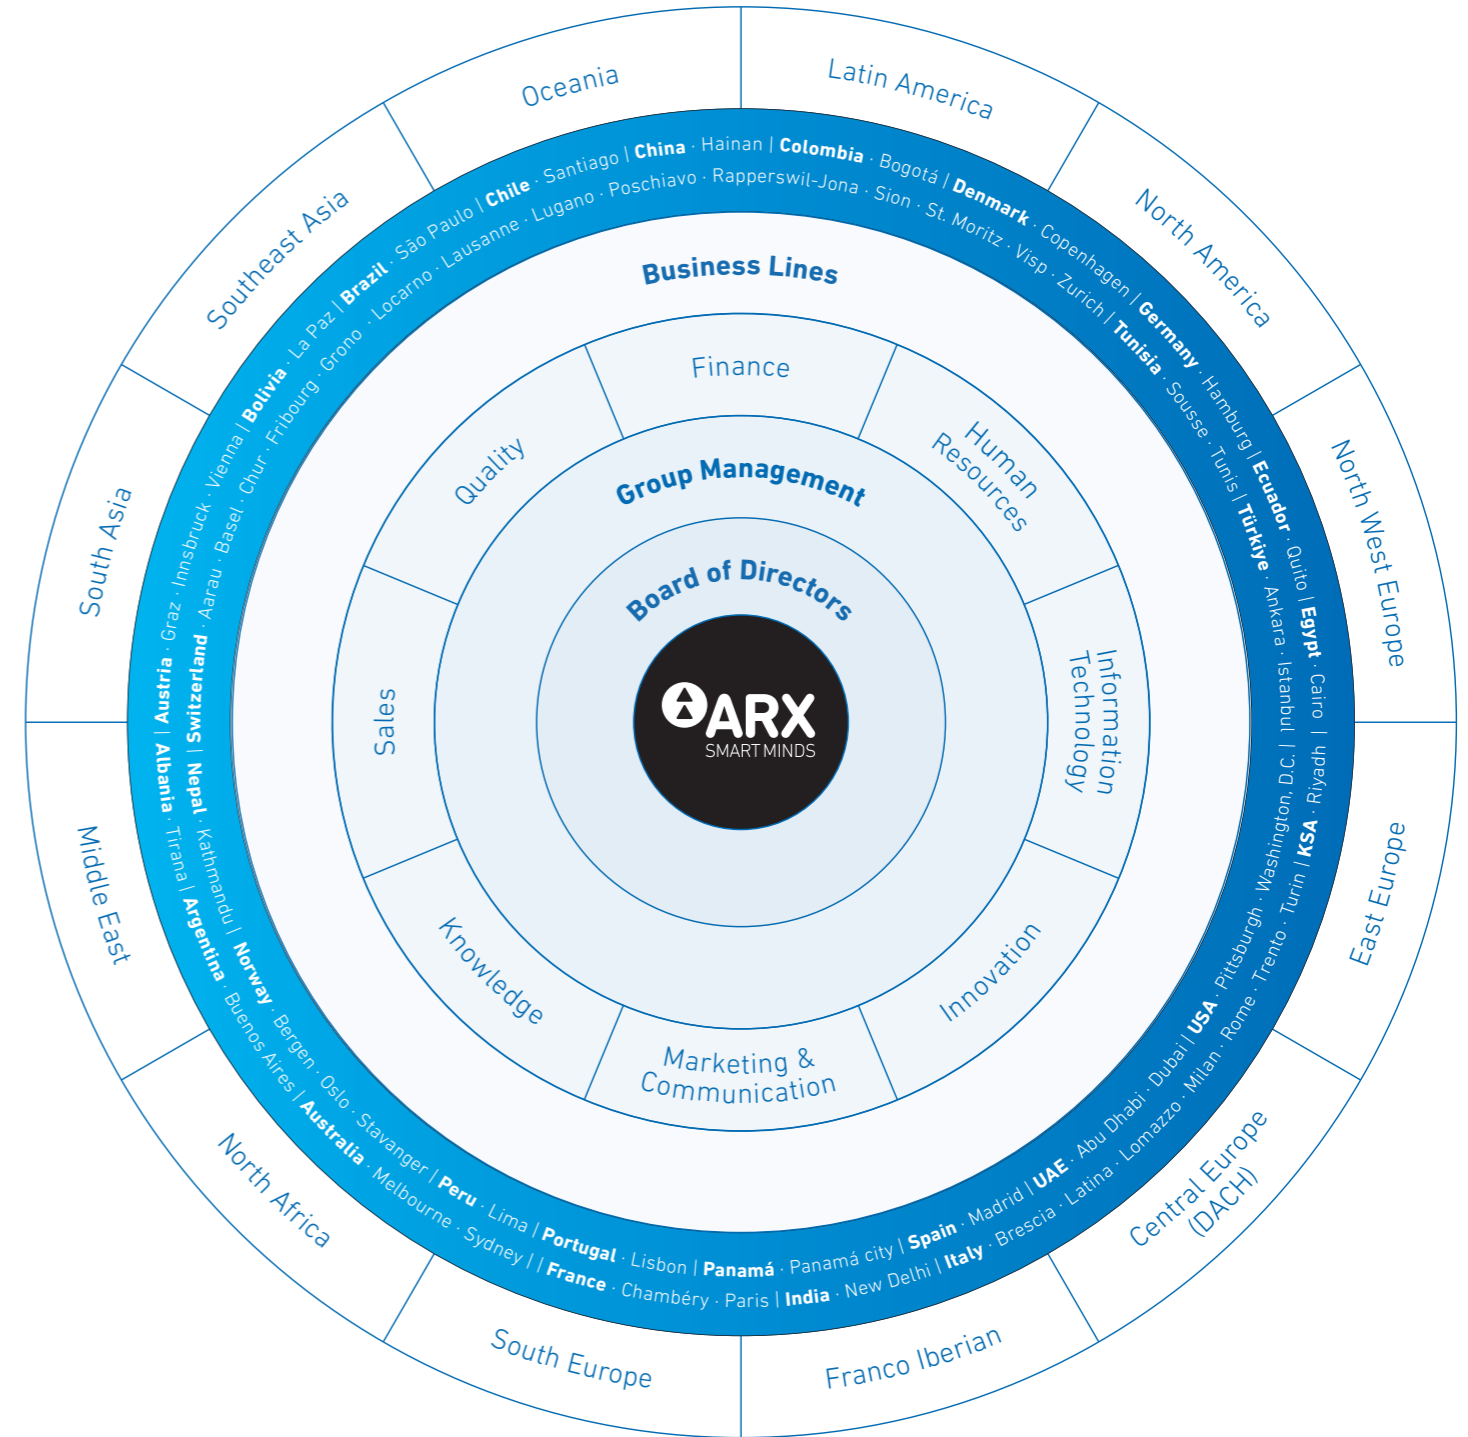 Oceania
Latin America
North America
North West Europe
East Europe
Central Europe
(DACH)
Franco Iberian
South Europe
North Africa
Middle East
South Asia
Southeast Asia
Albania · Tirana | Argentina · Buenos Aires | Australia · Melbourne · Sydney | | France · Chambéry · Paris | India · New Delhi | Italy · Brescia · Latina · Lomazzo · Milan · Rome · Trento · Turin | KSA · Riyadh |
Austria · Graz · Innsbruck · Vienna | Bolivia · La Paz | Brazil · São Paulo | Chile · Santiago | China · Hainan | Colombia · Bogotá | Denmark · Copenhagen | Germany · Hamburg | Ecuador · Quito | Egypt · Cairo
| Switzerland · Aarau · Basel · Chur · Fribourg · Grono · Locarno · Lausanne · Lugano · Poschiavo · Rapperswil-Jona · Sion · St. Moritz · Visp · Zurich | Tunisia · Sousse · Tunis | Türkiye · Ankara · Istanbul
Nepal · Kathmandu | Norway · Bergen · Oslo · Stavanger | Peru · Lima | Portugal · Lisbon | Panamá · Panamá city | Spain · Madrid | UAE · Abu Dhabi · Dubai | USA · Pittsburgh · Washington, D.C. |
Business Lines
Finance
Human
Resources
Information
Technology
Innovation
Marketing &
Communication
Knowledge
Sales
Quality
Group Management
Board of Directors
ARX
SMART MINDS